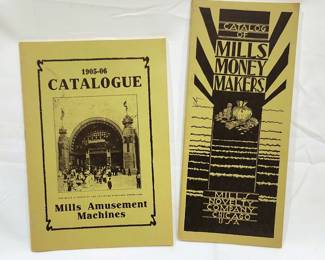 1905-06
CATALOGUE
Mills Amusement
Machines
CATALOG
OF
MILLS
MONEY
MAKERS
MILLS
NOVELTY
COMPANY
CHICAGO